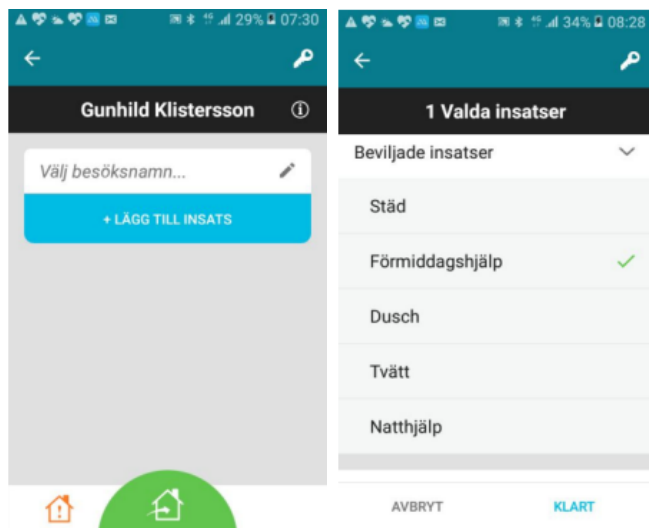 29% 07:30
Gunhild Klistersson
Välj besöksnamn...
+ LÄGG TILL INSATS
34% 08:28
1 Valda insatser
Beviljade insatser
Städ
Förmiddagshjälp
Dusch
Tvätt
Natthjälp
AVBRYT KLART